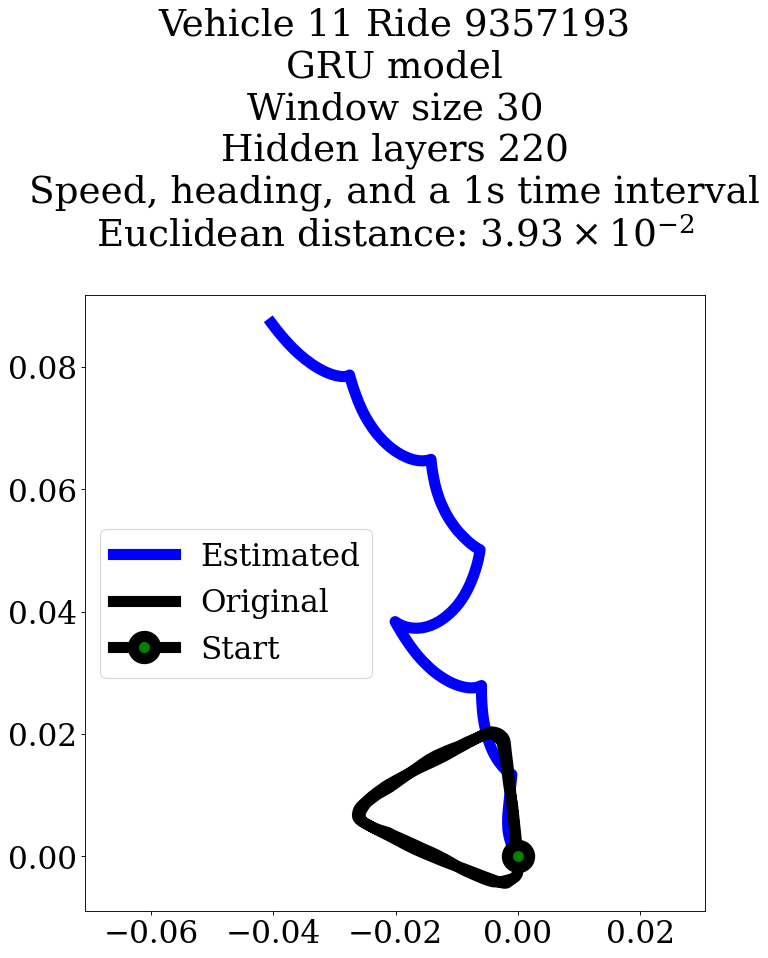 Vehicle 11 Ride 9357193
GRU model
Window size 30
Hidden layers 220
Speed, heading, and a 1s time interval
Euclidean distance: 3.93 × 10⁻²
0.08
0.06
0.04
0.02
0.00
Estimated
Original
Start
−0.06 −0.04 −0.02 0.00 0.02